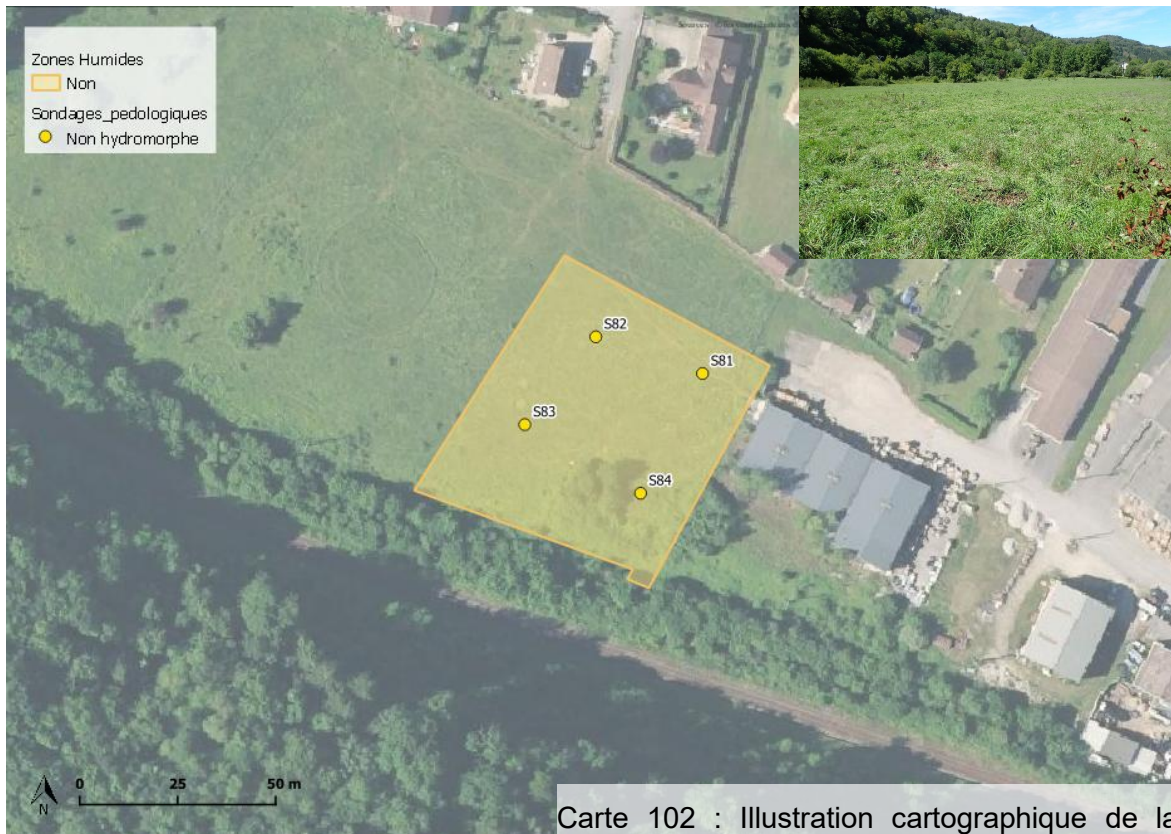 Zones Humides
Non
Sondages_pedologiques
Non hydromorphe
S82
S81
S83
S84
0 25 50 m
N
Carte 102 : Illustration cartographique de la